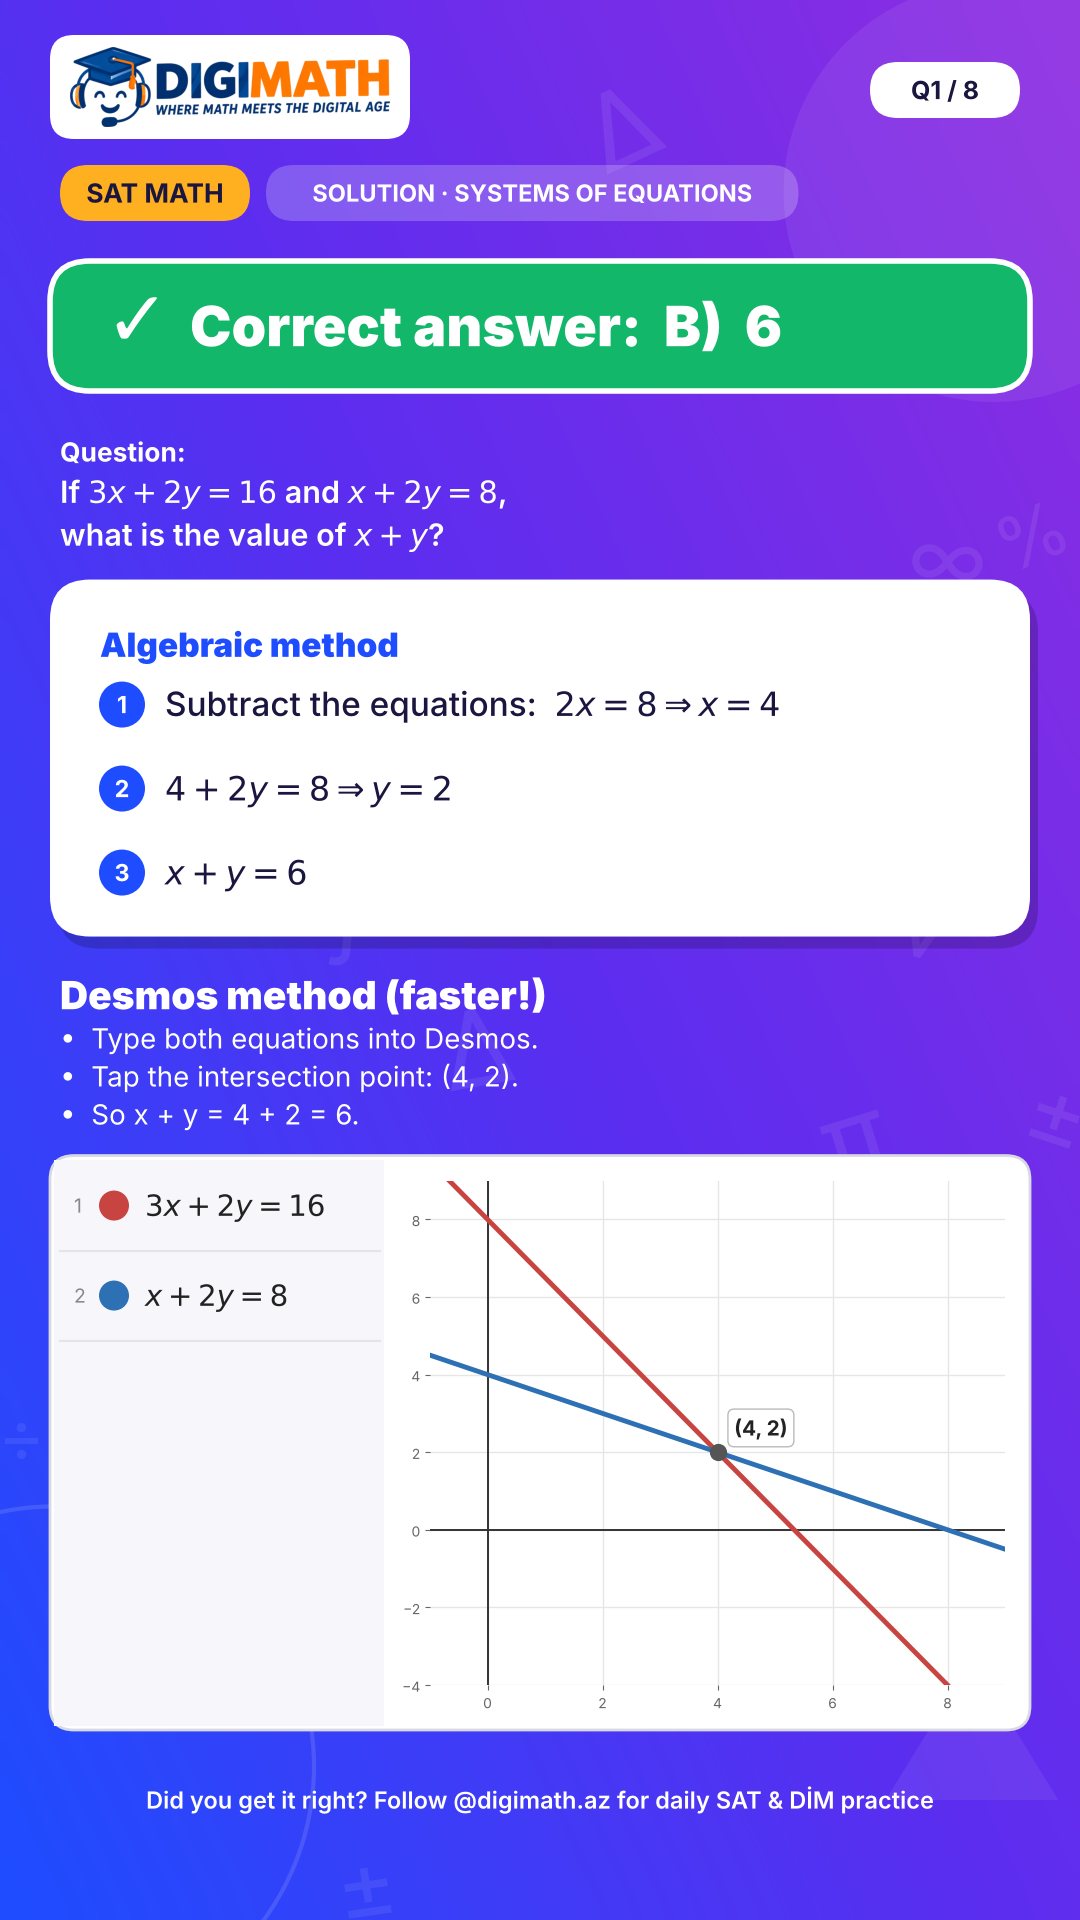 DIGIMATH
WHERE MATH MEETS THE DIGITAL AGE
Q1 / 8
SAT MATH
SOLUTION · SYSTEMS OF EQUATIONS
✓ Correct answer: B) 6
Question:
If 3x + 2y = 16 and x + 2y = 8,
what is the value of x + y?
Algebraic method
1 Subtract the equations: 2x = 8 ⇒ x = 4
2 4 + 2y = 8 ⇒ y = 2
3 x + y = 6
Desmos method (faster!)
• Type both equations into Desmos.
• Tap the intersection point: (4, 2).
• So x + y = 4 + 2 = 6.
1 3x + 2y = 16
2 x + 2y = 8
8
6
4
2
0
−2
−4
(4, 2)
0 2 4 6 8
Did you get it right? Follow @digimath.az for daily SAT & DİM practice